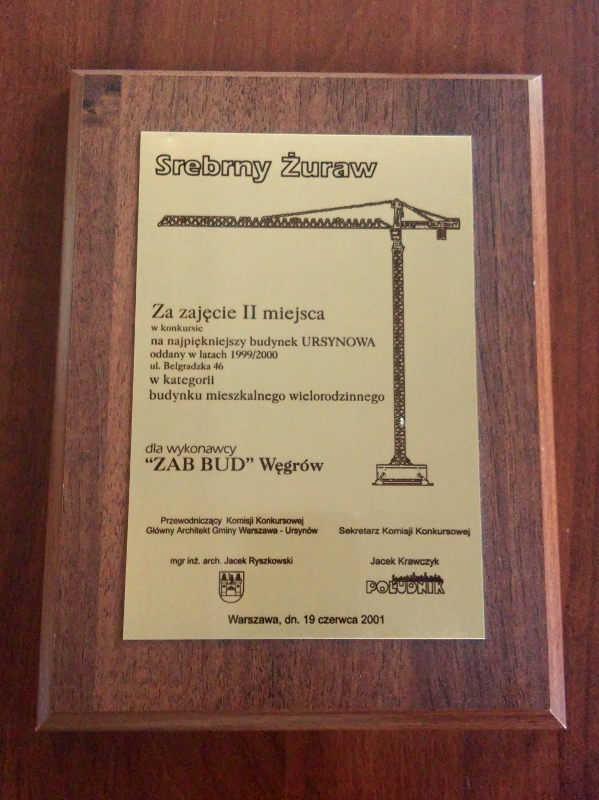 Srebrny Żuraw
Za zajęcie II miejsca
w konkursie
na najpiękniejszy budynek URSYNOWA
oddany w latach 1999/2000
ul. Belgradzka 46
w kategorii
budynku mieszkalnego wielorodzinnego
dla wykonawcy
“ZAB BUD” Węgrów
Przewodniczący Komisji Konkursowej
Główny Architekt Gminy Warszawa - Ursynów
mgr inż. arch. Jacek Ryszkowski
Sekretarz Komisji Konkursowej
Jacek Krawczyk
POŁUDNIK
Warszawa, dn. 19 czerwca 2001